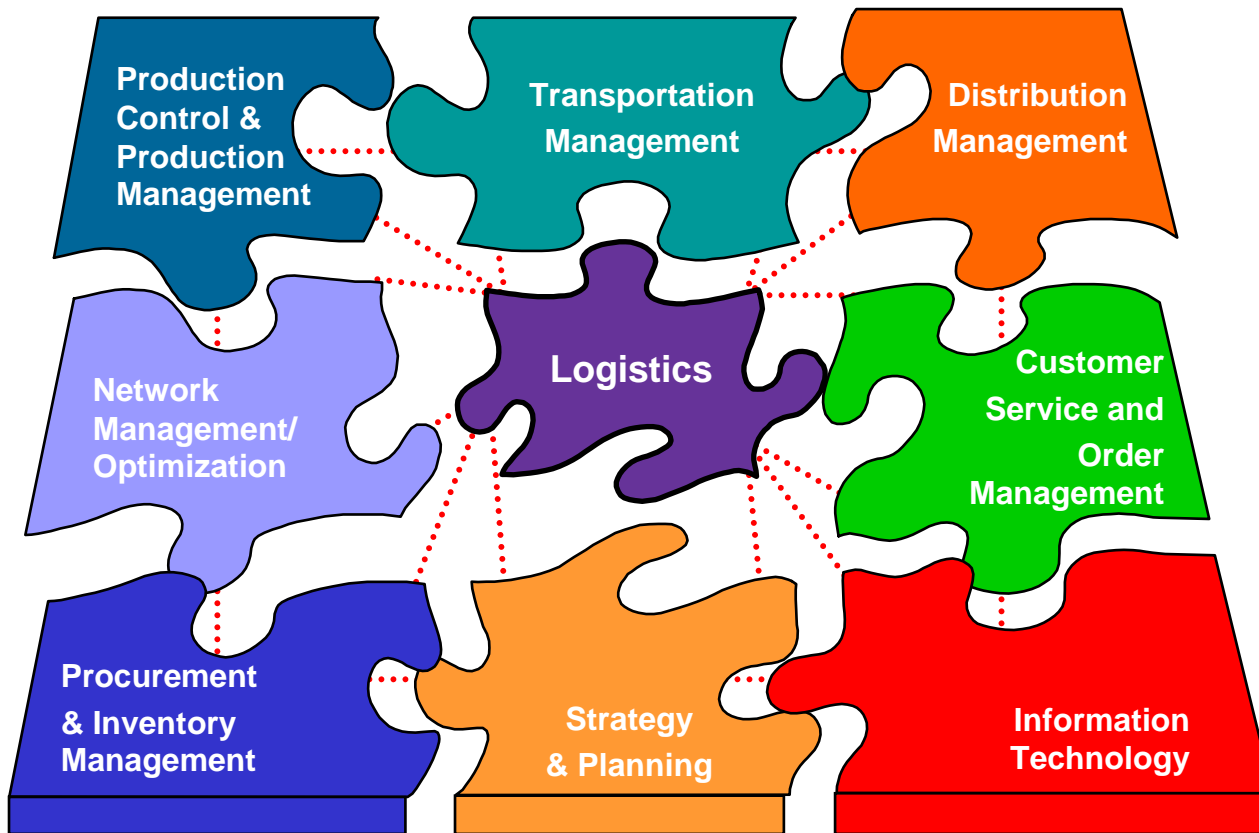 Production
Control &
Production
Management
Transportation
Management
Distribution
Management
Network
Management/
Optimization
Logistics
Customer
Service and
Order
Management
Procurement
& Inventory
Management
Strategy
& Planning
Information
Technology